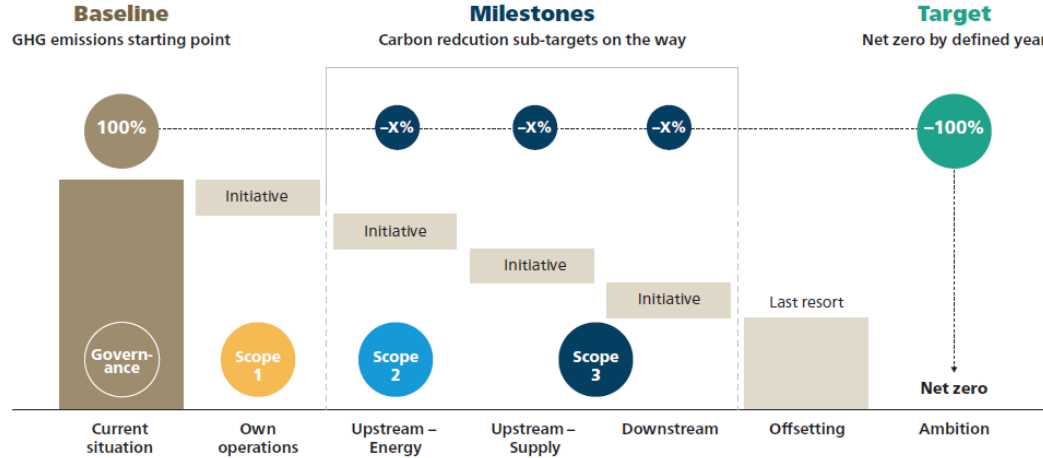 Baseline
GHG emissions starting point
Milestones
Carbon redcution sub-targets on the way
Target
Net zero by defined year
100%
–X%
–X%
–X%
–100%
Initiative
Initiative
Initiative
Initiative
Last resort
Govern-
ance
Scope
1
Scope
2
Scope
3
Net zero
Current
situation
Own
operations
Upstream –
Energy
Upstream –
Supply
Downstream
Offsetting
Ambition